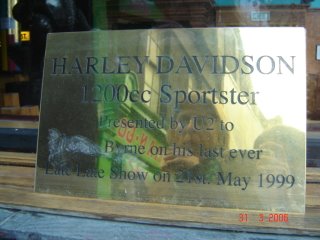 HARLEY DAVIDSON
1200cc Sportster
Presented by U2 to
Byrne on his last ever
Late Late Show on 21st. May 1999
31 3-2006